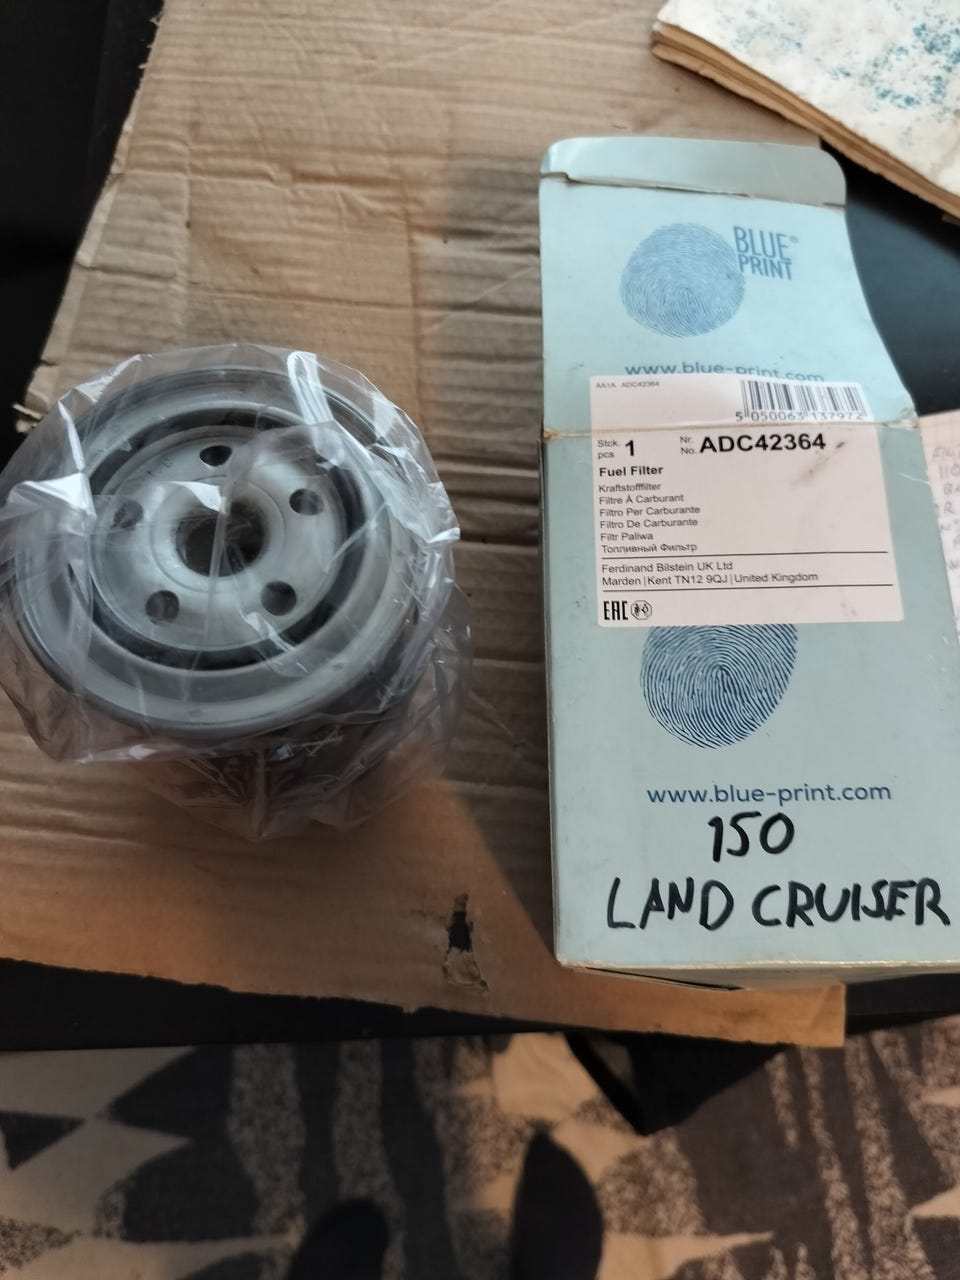 BLUE®
PRINT
www.blue-print.com
AA1A ADC42364
5 050063 137972
Stck. pcs 1 Nr. No. ADC42364
Fuel Filter
Kraftstofffilter
Filtre À Carburant
Filtro Per Carburante
Filtro De Carburante
Filtr Paliwa
Топливный Фильтр
Ferdinand Bilstein UK Ltd
Marden | Kent TN12 9QJ | United Kingdom
EAC
www.blue-print.com
150
LAND CRUISER